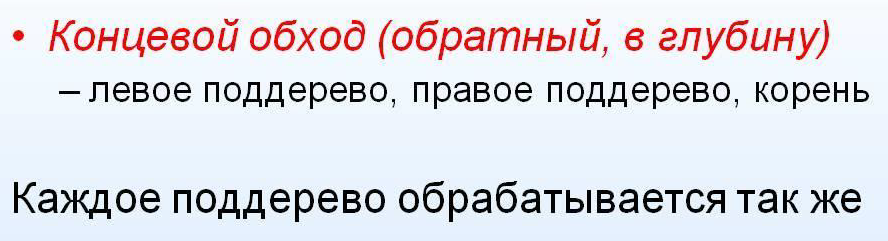 • Концевой обход (обратный, в глубину)
– левое поддерево, правое поддерево, корень
Каждое поддерево обрабатывается так же